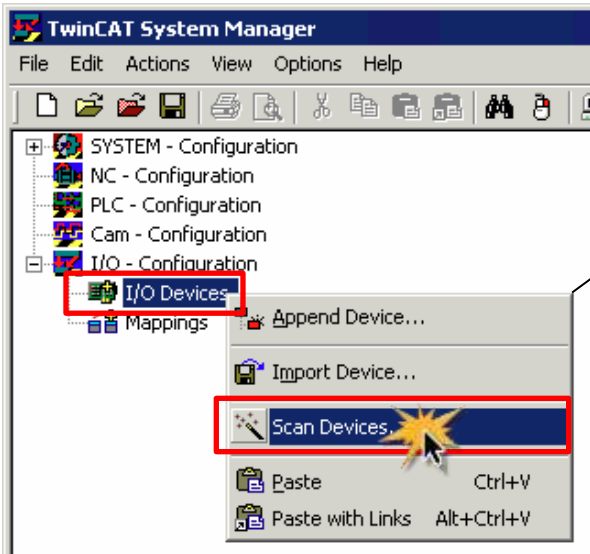 TwinCAT System Manager
File Edit Actions View Options Help
SYSTEM - Configuration
NC - Configuration
PLC - Configuration
Cam - Configuration
I/O - Configuration
I/O Devices
Mappings
Append Device...
Import Device...
Scan Devices...
Paste Ctrl+V
Paste with Links Alt+Ctrl+V